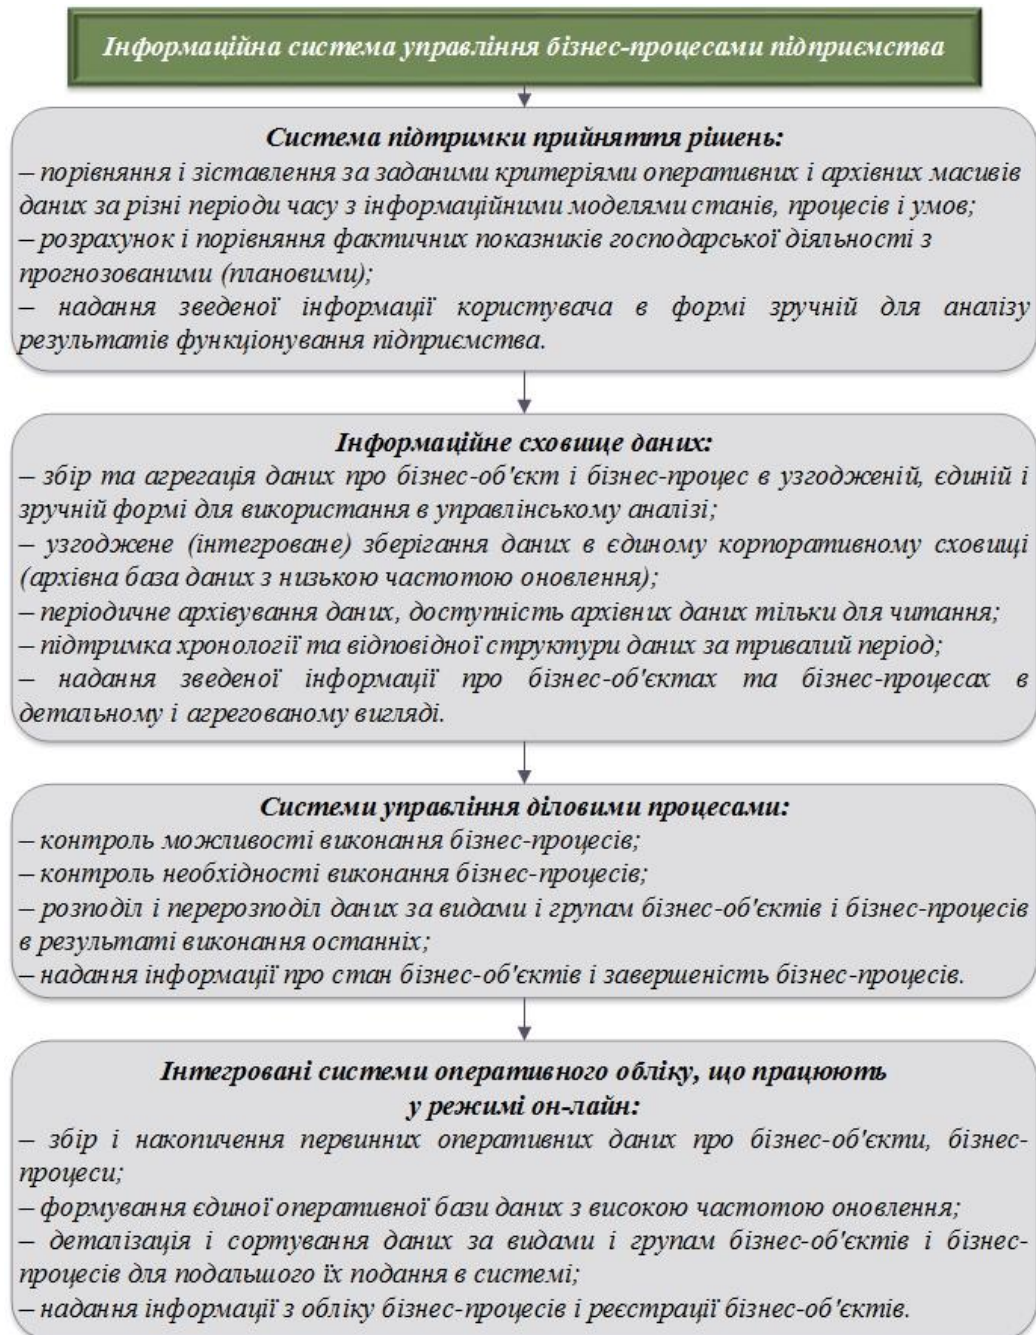 Інформаційна система управління бізнес-процесами підприємства
Система підтримки прийняття рішень:
– порівняння і зіставлення за заданими критеріями оперативних і архівних масивів
даних за різні періоди часу з інформаційними моделями станів, процесів і умов;
– розрахунок і порівняння фактичних показників господарської діяльності з
прогнозованими (плановими);
– надання зведеної інформації користувача в формі зручній для аналізу
результатів функціонування підприємства.
Інформаційне сховище даних:
– збір та агрегація даних про бізнес-об'єкт і бізнес-процес в узгодженій, єдиній і
зручній формі для використання в управлінському аналізі;
– узгоджене (інтегроване) зберігання даних в єдиному корпоративному сховищі
(архівна база даних з низькою частотою оновлення);
– періодичне архівування даних, доступність архівних даних тільки для читання;
– підтримка хронології та відповідної структури даних за тривалий період;
– надання зведеної інформації про бізнес-об'єктах та бізнес-процесах в
детальному і агрегованому вигляді.
Системи управління діловими процесами:
– контроль можливості виконання бізнес-процесів;
– контроль необхідності виконання бізнес-процесів;
– розподіл і перерозподіл даних за видами і групам бізнес-об'єктів і бізнес-процесів
в результаті виконання останніх;
– надання інформації про стан бізнес-об'єктів і завершеність бізнес-процесів.
Інтегровані системи оперативного обліку, що працюють
у режимі он-лайн:
– збір і накопичення первинних оперативних даних про бізнес-об'єкти, бізнес-
процеси;
– формування єдиної оперативної бази даних з високою частотою оновлення;
– деталізація і сортування даних за видами і групам бізнес-об'єктів і бізнес-
процесів для подальшого їх подання в системі;
– надання інформації з обліку бізнес-процесів і реєстрації бізнес-об'єктів.